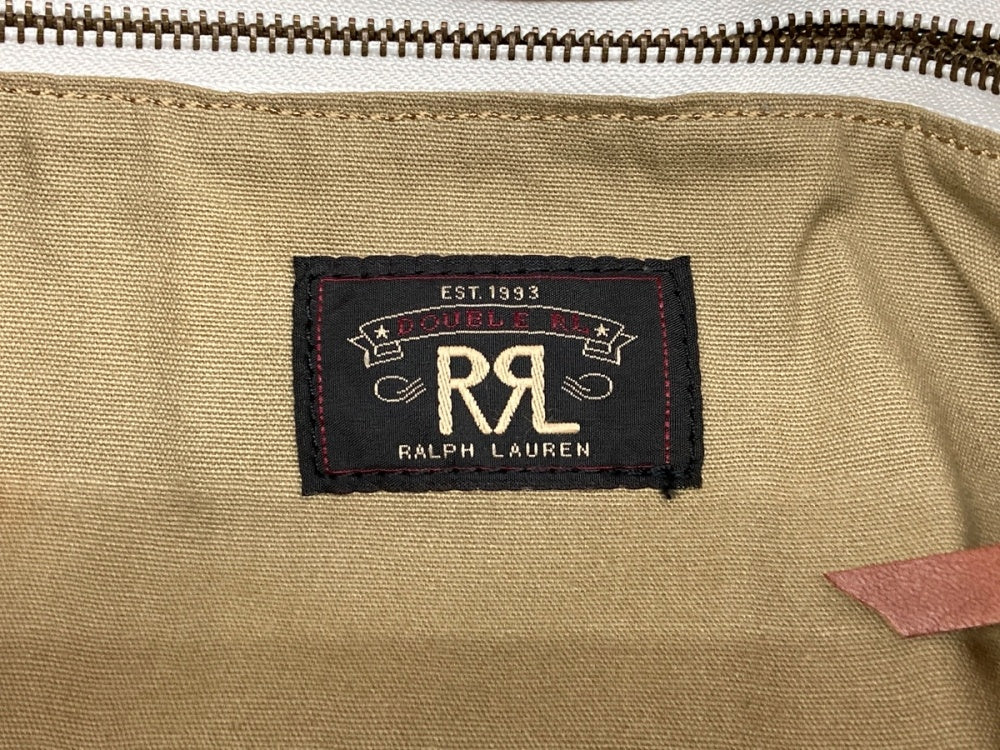 EST. 1993
DOUBLE RL
RRL
RALPH LAUREN